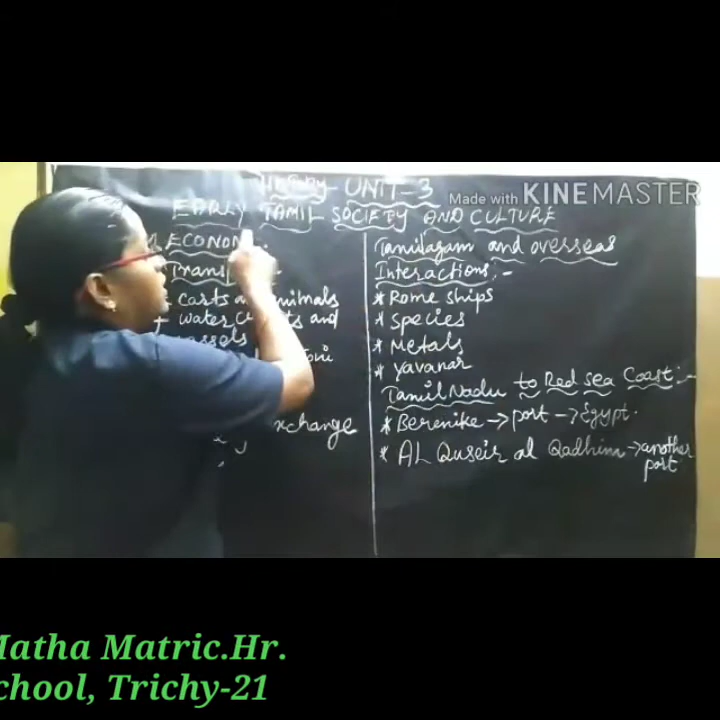 UNIT-3
Made with KINEMASTER
EARLY TAMIL SOCIETY AND CULTURE
Tamilagam and overseas
Interactions:-
* Rome ships
* Species
* Metals
* Yavanar
Tamil Nadu to Red sea Coast:-
* Berenike → port → Egypt.
* AL Quseir al Qadhim → another
port
carts animals
water and
xchange
Matha Matric.Hr.
chool, Trichy-21